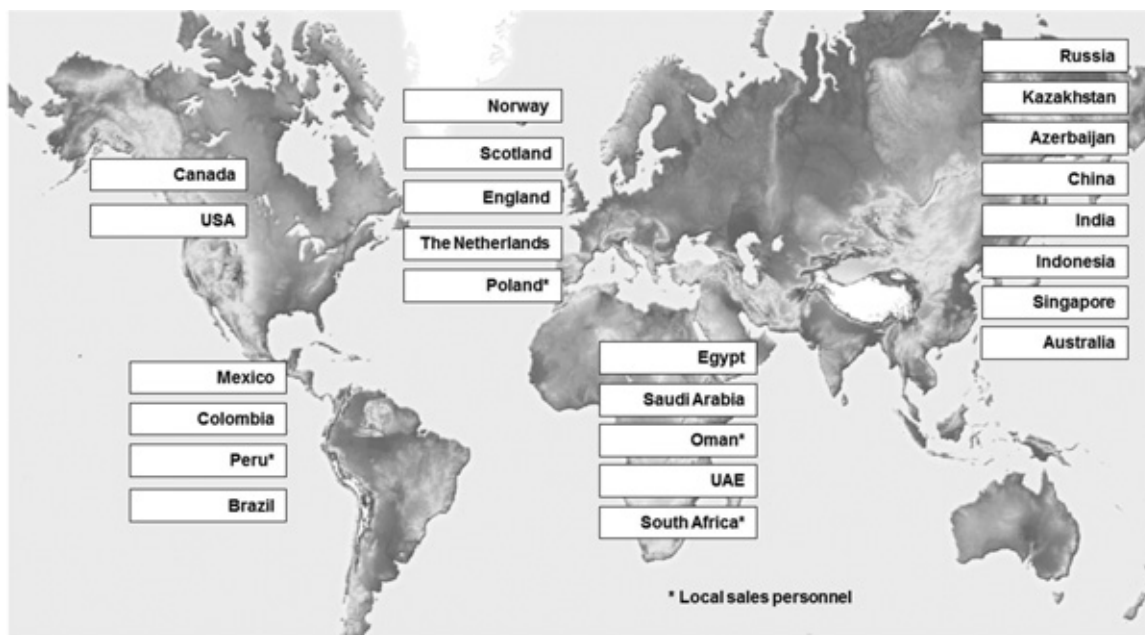 Canada
USA
Norway
Scotland
England
The Netherlands
Poland*
Russia
Kazakhstan
Azerbaijan
China
India
Indonesia
Singapore
Australia
Mexico
Colombia
Peru*
Brazil
Egypt
Saudi Arabia
Oman*
UAE
South Africa*
* Local sales personnel